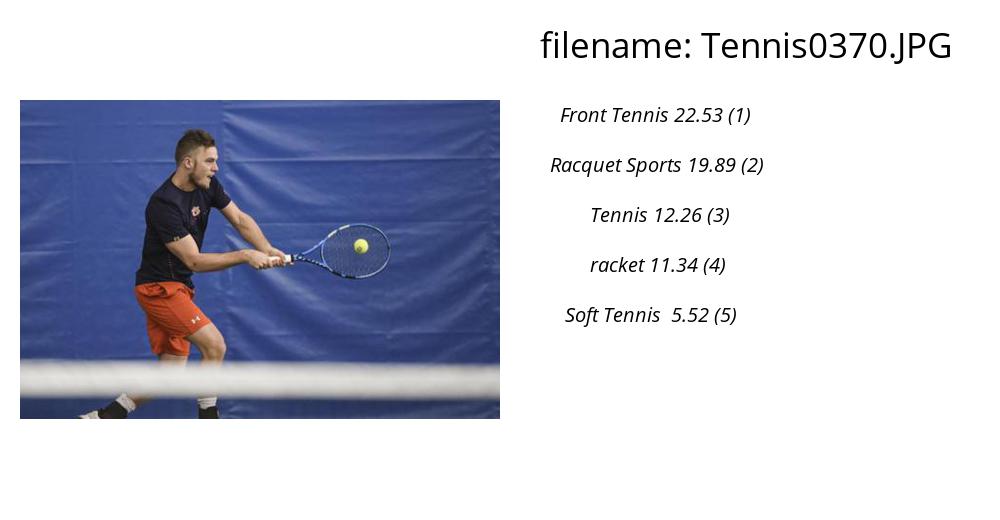 filename: Tennis0370.JPG
Front Tennis 22.53 (1)
Racquet Sports 19.89 (2)
Tennis 12.26 (3)
racket 11.34 (4)
Soft Tennis 5.52 (5)